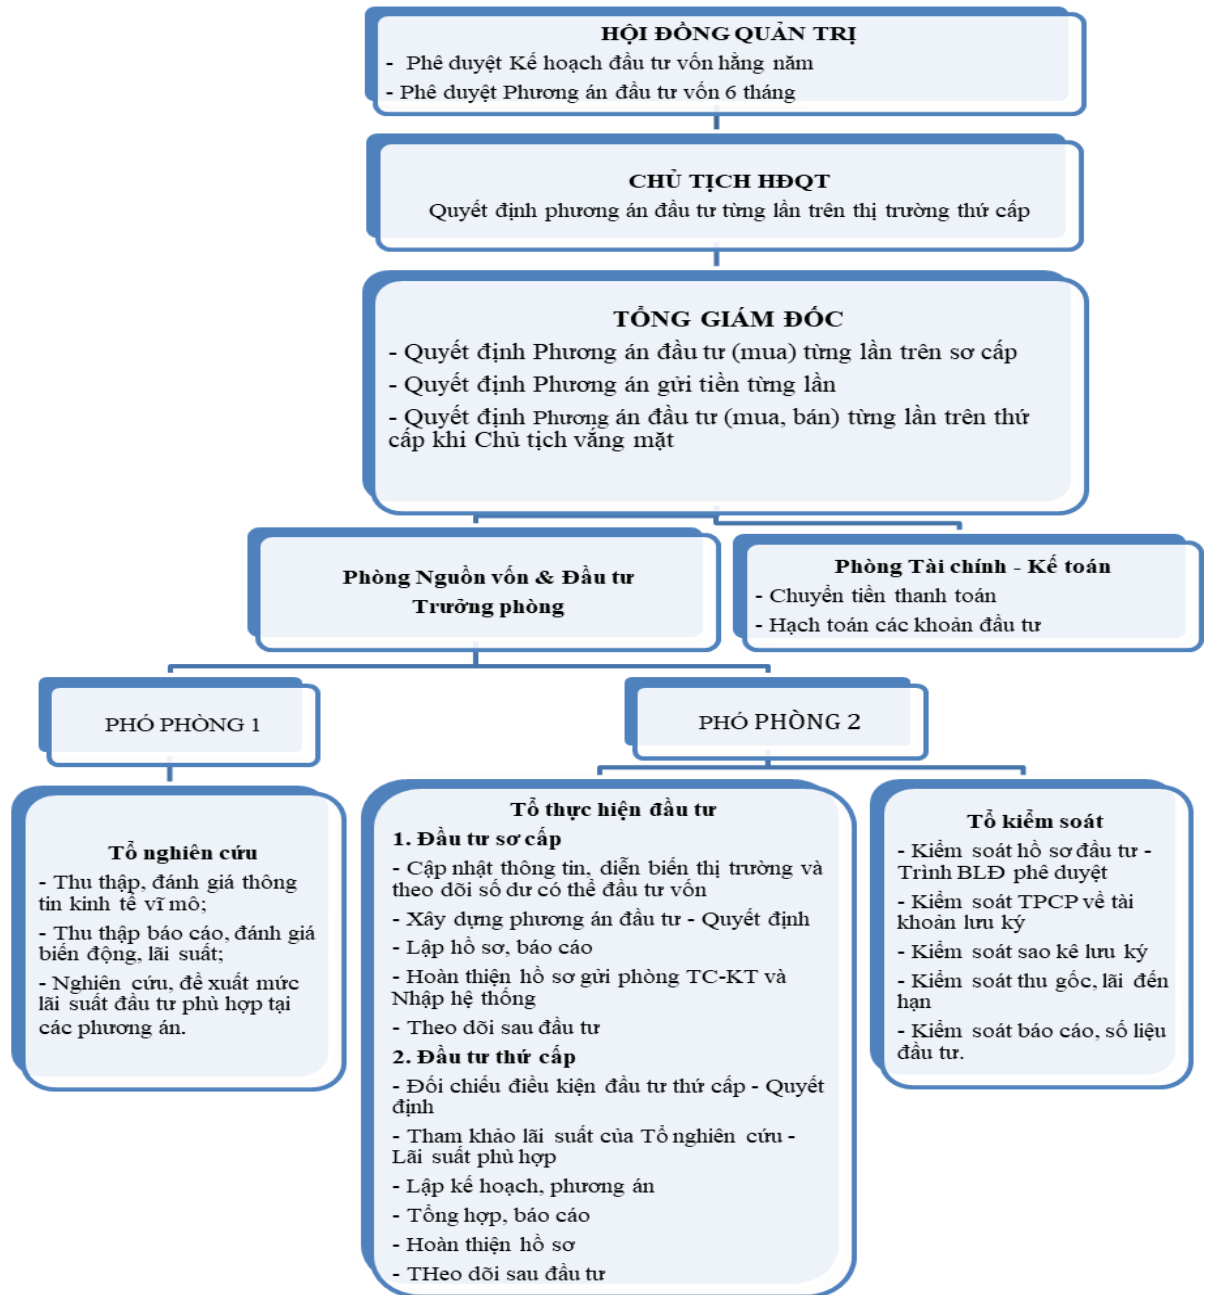 HỘI ĐỒNG QUẢN TRỊ
- Phê duyệt Kế hoạch đầu tư vốn hằng năm
- Phê duyệt Phương án đầu tư vốn 6 tháng
CHỦ TỊCH HĐQT
Quyết định phương án đầu tư từng lần trên thị trường thứ cấp
TỔNG GIÁM ĐỐC
- Quyết định Phương án đầu tư (mua) từng lần trên sơ cấp
- Quyết định Phương án gửi tiền từng lần
- Quyết định Phương án đầu tư (mua, bán) từng lần trên thứ
cấp khi Chủ tịch vắng mặt
Phòng Nguồn vốn & Đầu tư
Trưởng phòng
Phòng Tài chính - Kế toán
- Chuyển tiền thanh toán
- Hạch toán các khoản đầu tư
PHÓ PHÒNG 1
PHÓ PHÒNG 2
Tổ nghiên cứu
- Thu thập, đánh giá thông
tin kinh tế vĩ mô;
- Thu thập báo cáo, đánh giá
biến động, lãi suất;
- Nghiên cứu, đề xuất mức
lãi suất đầu tư phù hợp tại
các phương án.
Tổ thực hiện đầu tư
1. Đầu tư sơ cấp
- Cập nhật thông tin, diễn biến thị trường và
theo dõi số dư có thể đầu tư vốn
- Xây dựng phương án đầu tư - Quyết định
- Lập hồ sơ, báo cáo
- Hoàn thiện hồ sơ gửi phòng TC-KT và
Nhập hệ thống
- Theo dõi sau đầu tư
2. Đầu tư thứ cấp
- Đối chiếu điều kiện đầu tư thứ cấp - Quyết
định
- Tham khảo lãi suất của Tổ nghiên cứu -
Lãi suất phù hợp
- Lập kế hoạch, phương án
- Tổng hợp, báo cáo
- Hoàn thiện hồ sơ
- THeo dõi sau đầu tư
Tổ kiểm soát
- Kiểm soát hồ sơ đầu tư -
Trình BLĐ phê duyệt
- Kiểm soát TPCP về tài
khoản lưu ký
- Kiểm soát sao kê lưu ký
- Kiểm soát thu gốc, lãi đến
hạn
- Kiểm soát báo cáo, số liệu
đầu tư.